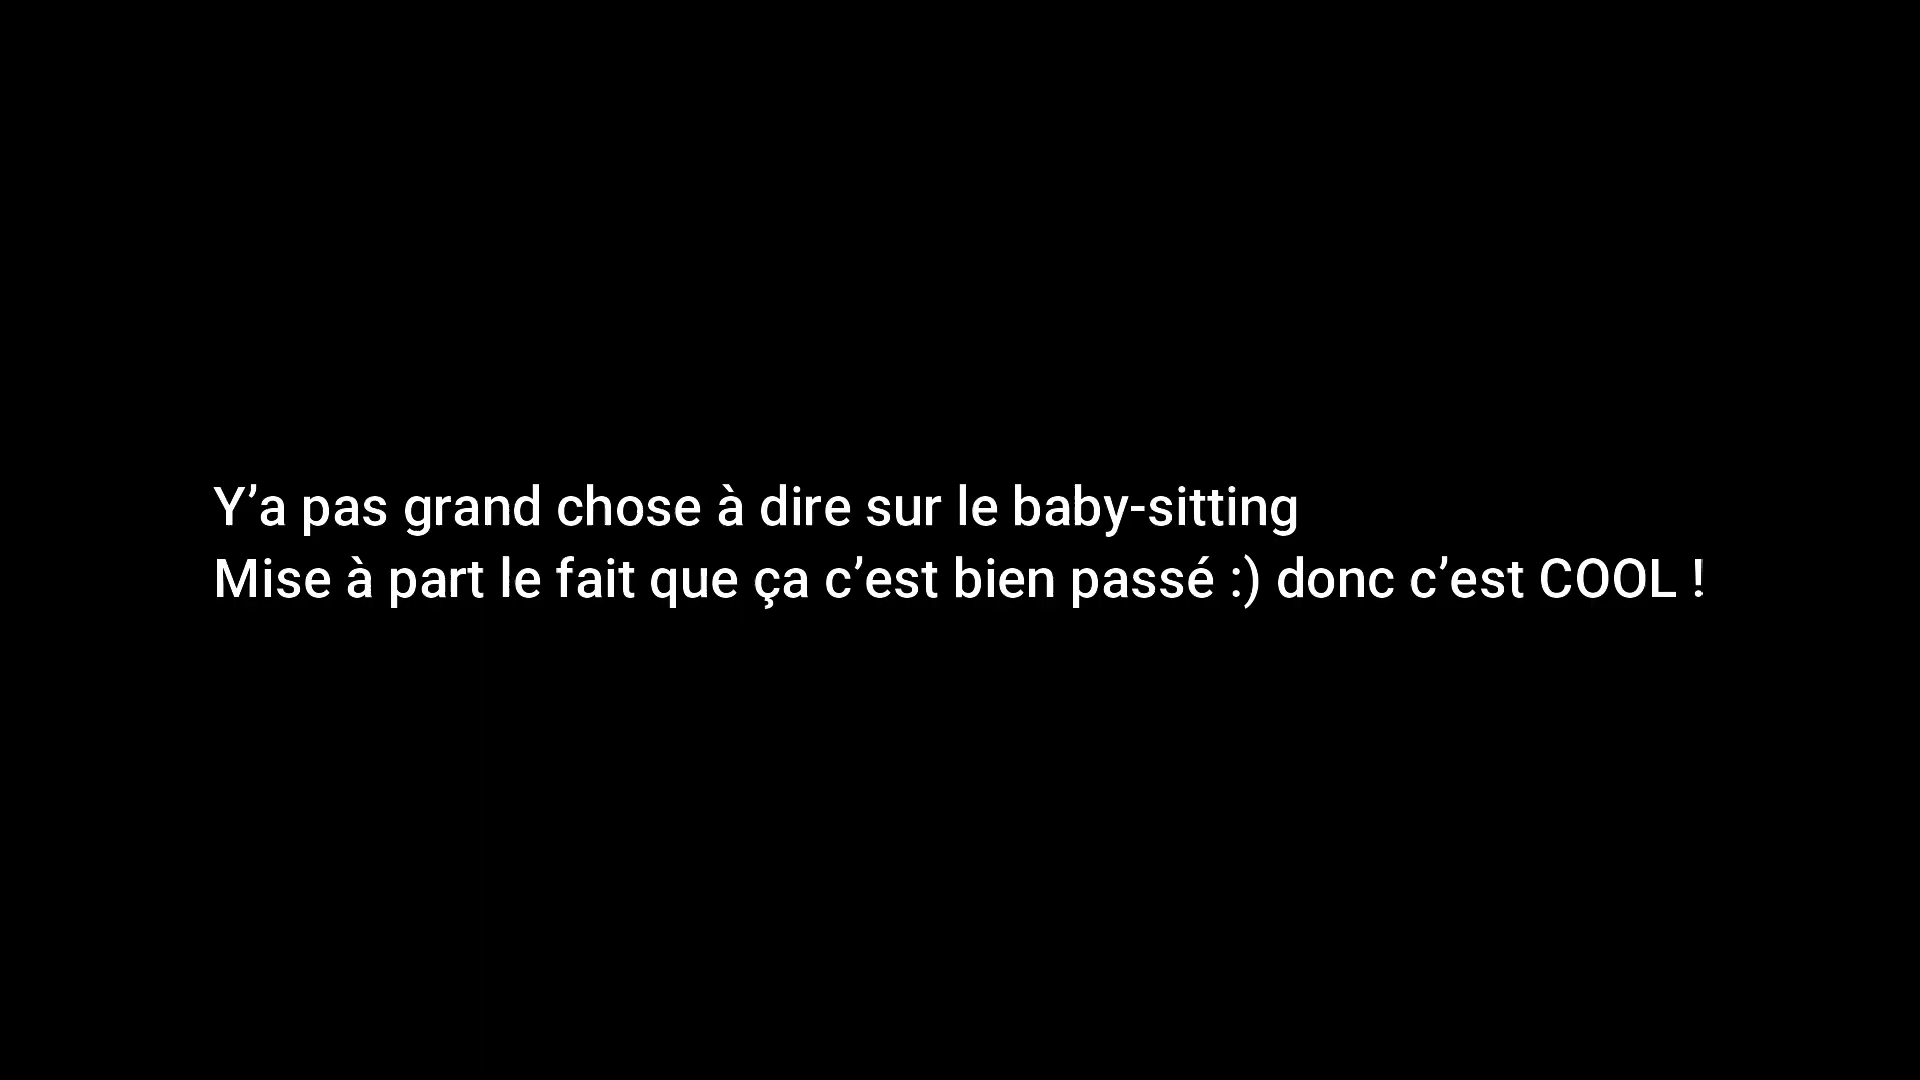 Y’a pas grand chose à dire sur le baby-sitting
Mise à part le fait que ça c’est bien passé :) donc c’est COOL !